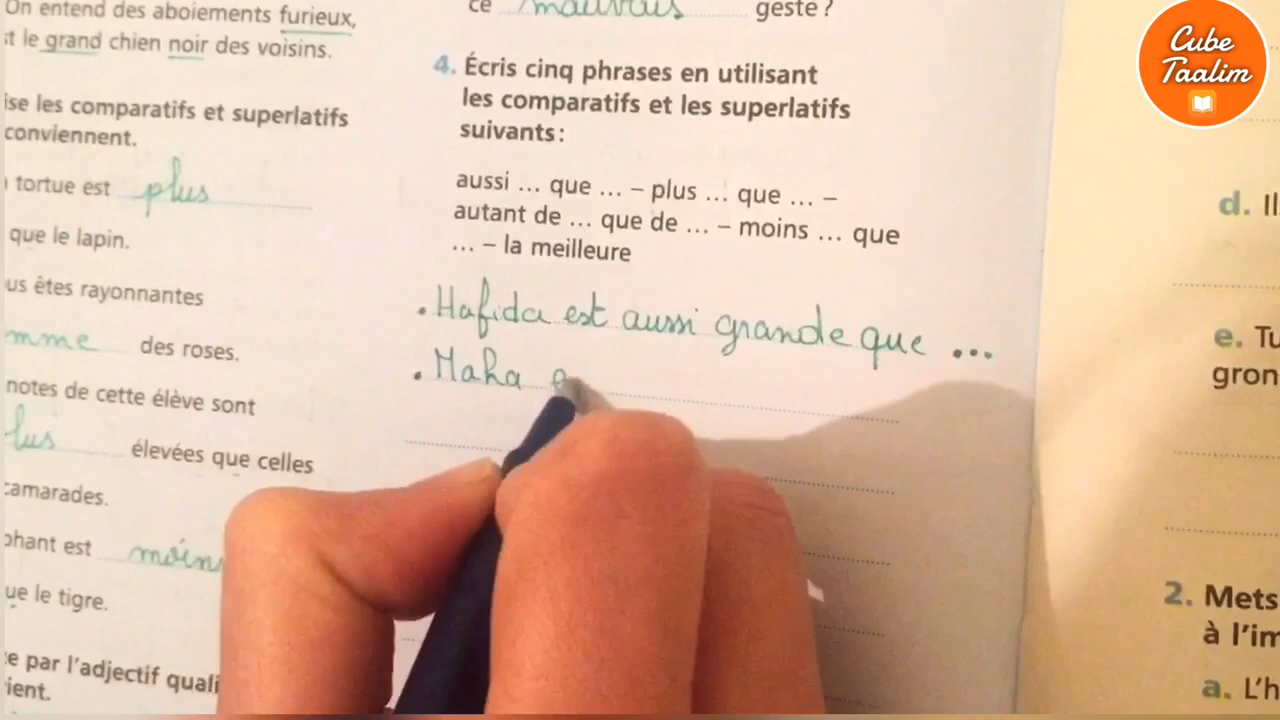 On entend des aboiements furieux,
st le grand chien noir des voisins.
ise les comparatifs et superlatifs
conviennent.
tortue est plus
que le lapin.
us êtes rayonnantes
mme des roses.
notes de cette élève sont
lus élevées que celles
camarades.
phant est moins
ue le tigre.
e par l'adjectif quali
ient.
ce mauvais geste ?
4. Écris cinq phrases en utilisant
les comparatifs et les superlatifs
suivants :
aussi ... que ... – plus ... que ... –
autant de ... que de ... – moins ... que
... – la meilleure
. Hafida est aussi grande que ...
. Maha
Cube
Taalim
d. Il
e. Tu
gron
2. Mets
à l'im
a. L'h